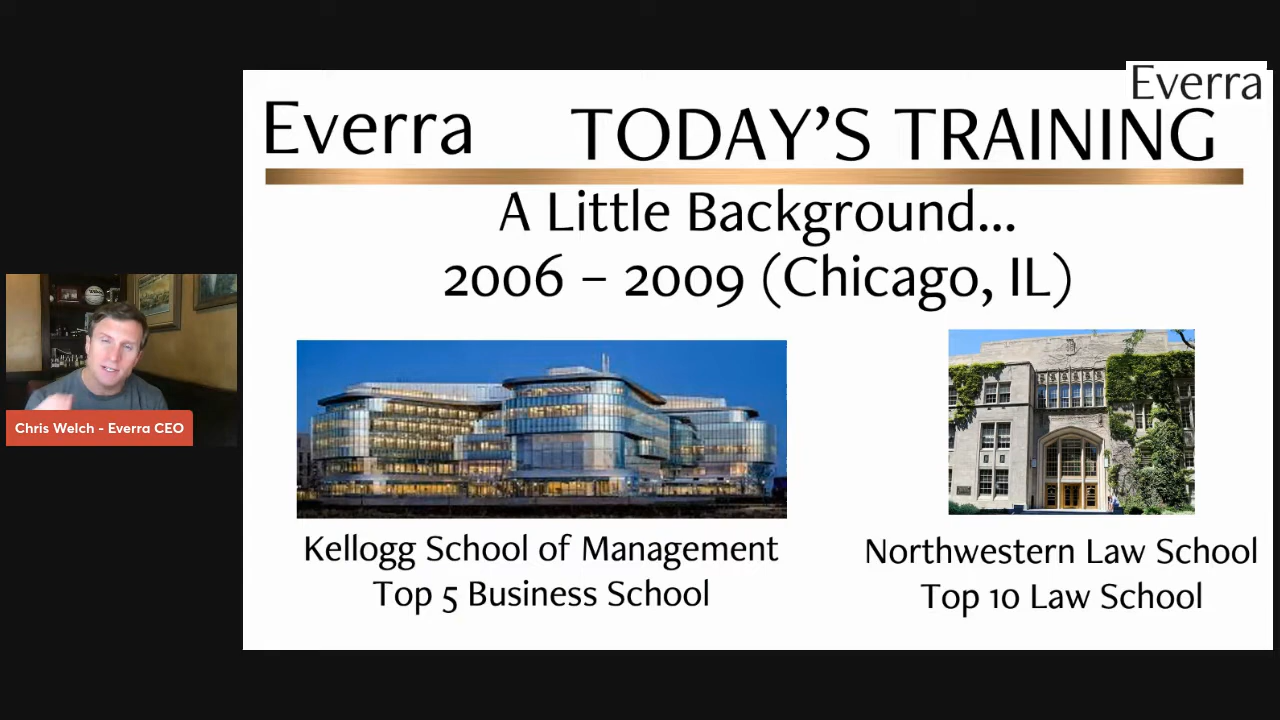 Everra
Everra
TODAY'S TRAINING
A Little Background...
2006 – 2009 (Chicago, IL)
Chris Welch - Everra CEO
Kellogg School of Management
Top 5 Business School
Northwestern Law School
Top 10 Law School